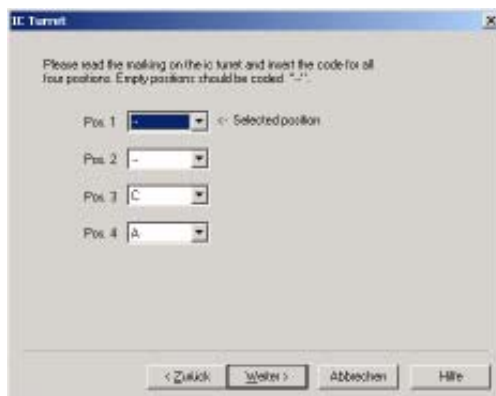 IC Turret
Please read the marking on the ic turret and insert the code for all
four positions. Empty positions should be coded "-".
Pos. 1 - <- Selected position
Pos. 2 -
Pos. 3 C
Pos. 4 A
< Zurück Weiter > Abbrechen Hilfe